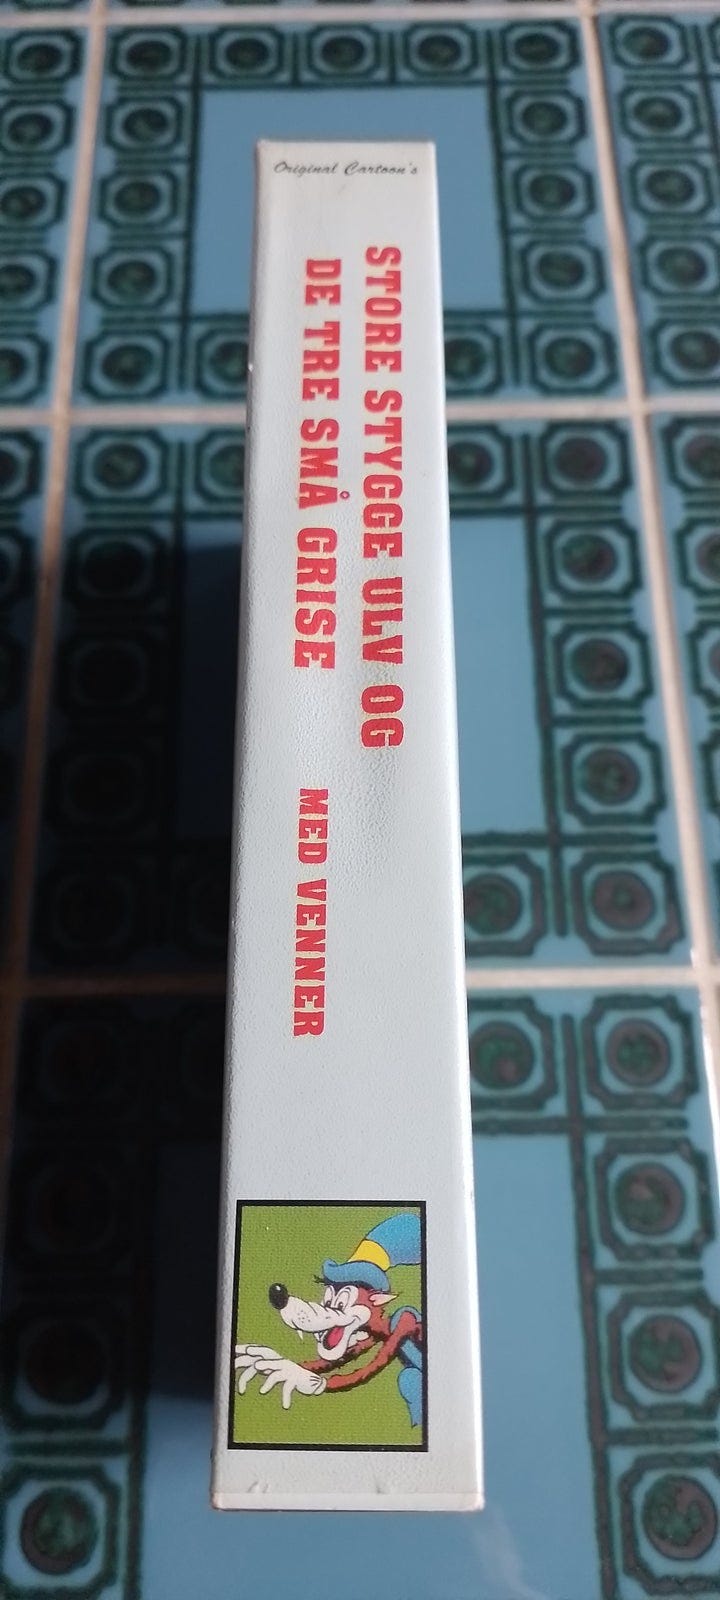 Original Cartoon's
STORE STYGGE ULV OG
DE TRE SMÅ GRISE
MED VENNER